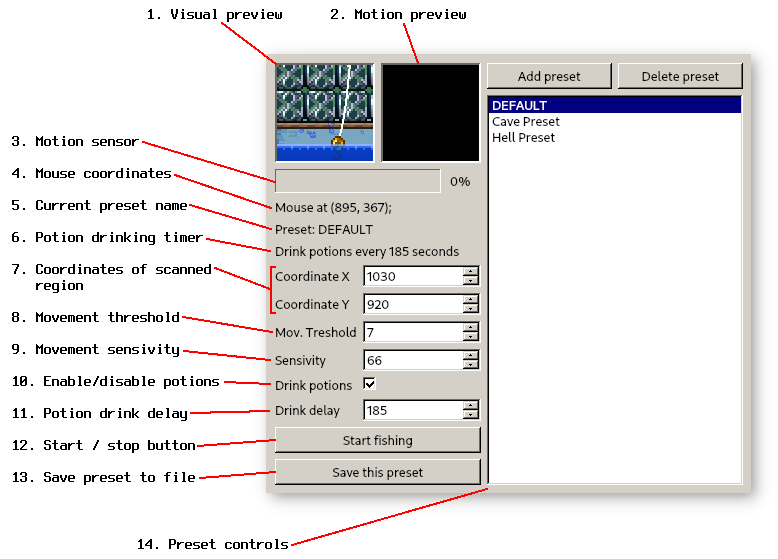 1. Visual preview
2. Motion preview
3. Motion sensor
4. Mouse coordinates
5. Current preset name
6. Potion drinking timer
7. Coordinates of scanned
region
8. Movement threshold
9. Movement sensivity
10. Enable/disable potions
11. Potion drink delay
12. Start / stop button
13. Save preset to file
14. Preset controls
0%
Mouse at (895, 367);
Preset: DEFAULT
Drink potions every 185 seconds
Coordinate X 1030
Coordinate Y 920
Mov. Treshold 7
Sensivity 66
Drink potions
Drink delay 185
Start fishing
Save this preset
Add preset
Delete preset
DEFAULT
Cave Preset
Hell Preset